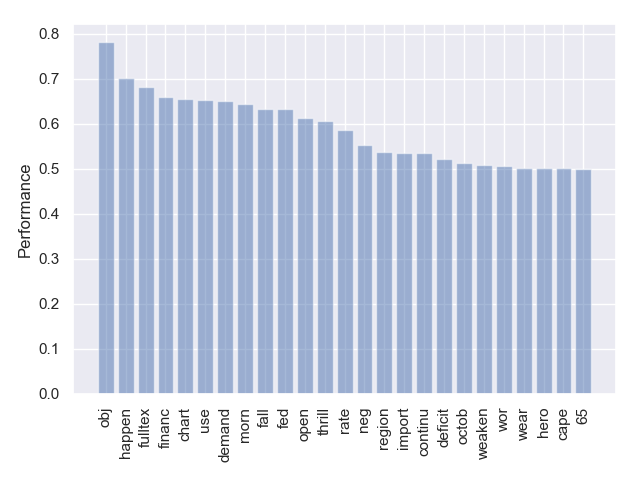 0.8
0.7
0.6
0.5
0.4
0.3
0.2
0.1
0.0
Performance
obj
happen
fulltex
financ
chart
use
demand
morn
fall
fed
open
thrill
rate
neg
region
import
continu
deficit
octob
weaken
wor
wear
hero
cape
65